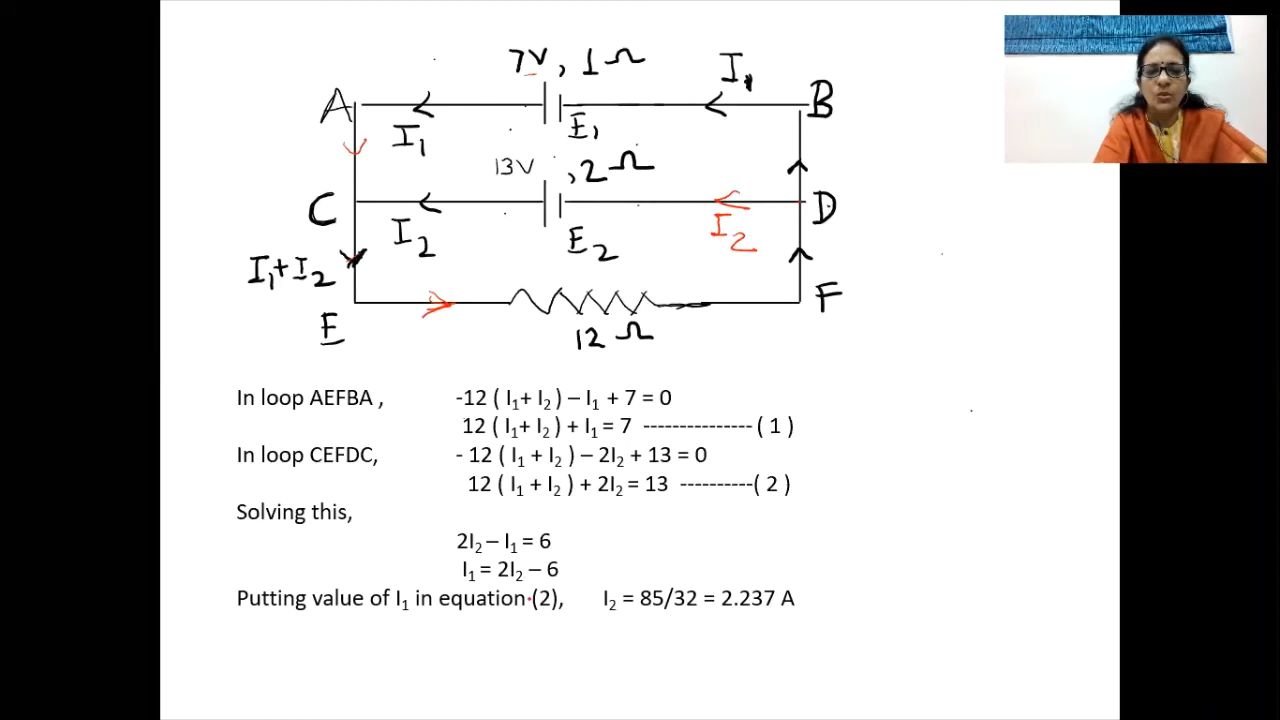 7V, 1Ω
I₁
A
B
I₁
E₁
13V
,2Ω
C
D
I₂
I₂
E₂
I₁+I₂
E
F
12 Ω
In loop AEFBA , -12 ( I₁+ I₂ ) – I₁ + 7 = 0
12 ( I₁+ I₂ ) + I₁ = 7 --------------- ( 1 )
In loop CEFDC, - 12 ( I₁ + I₂ ) – 2I₂ + 13 = 0
12 ( I₁ + I₂ ) + 2I₂ = 13 ----------( 2 )
Solving this,
2I₂ – I₁ = 6
I₁ = 2I₂ – 6
Putting value of I₁ in equation (2), I₂ = 85/32 = 2.237 A